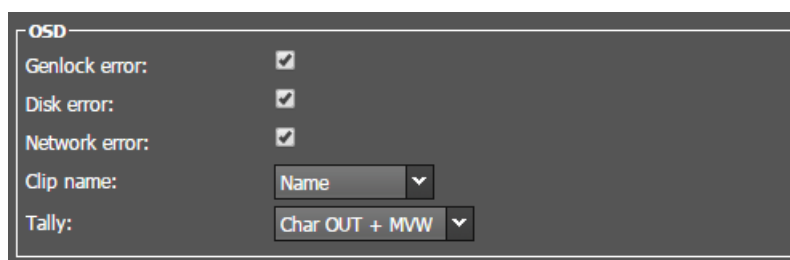 OSD
Genlock error:
Disk error:
Network error:
Clip name: Name
Tally: Char OUT + MVW